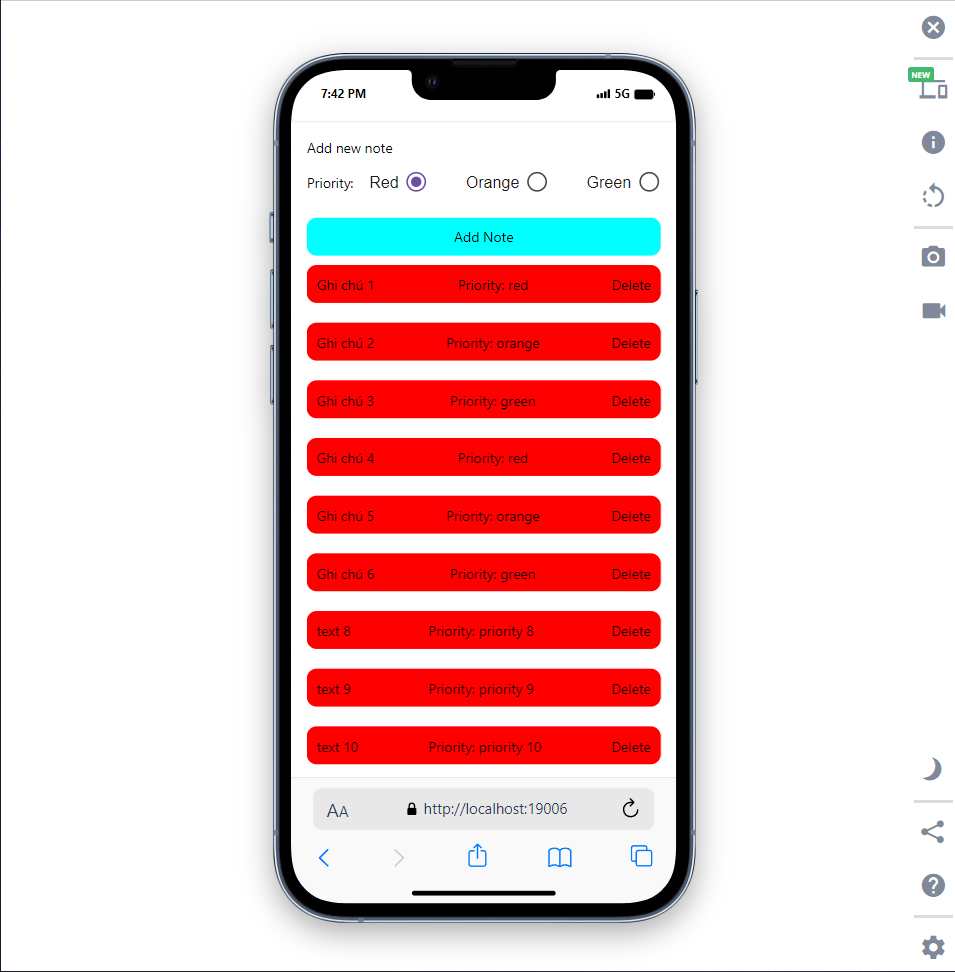 NEW
7:42 PM 5G
Add new note
Priority: Red Orange Green
Add Note
Ghi chú 1 Priority: red Delete
Ghi chú 2 Priority: orange Delete
Ghi chú 3 Priority: green Delete
Ghi chú 4 Priority: red Delete
Ghi chú 5 Priority: orange Delete
Ghi chú 6 Priority: green Delete
text 8 Priority: priority 8 Delete
text 9 Priority: priority 9 Delete
text 10 Priority: priority 10 Delete
AA http://localhost:19006